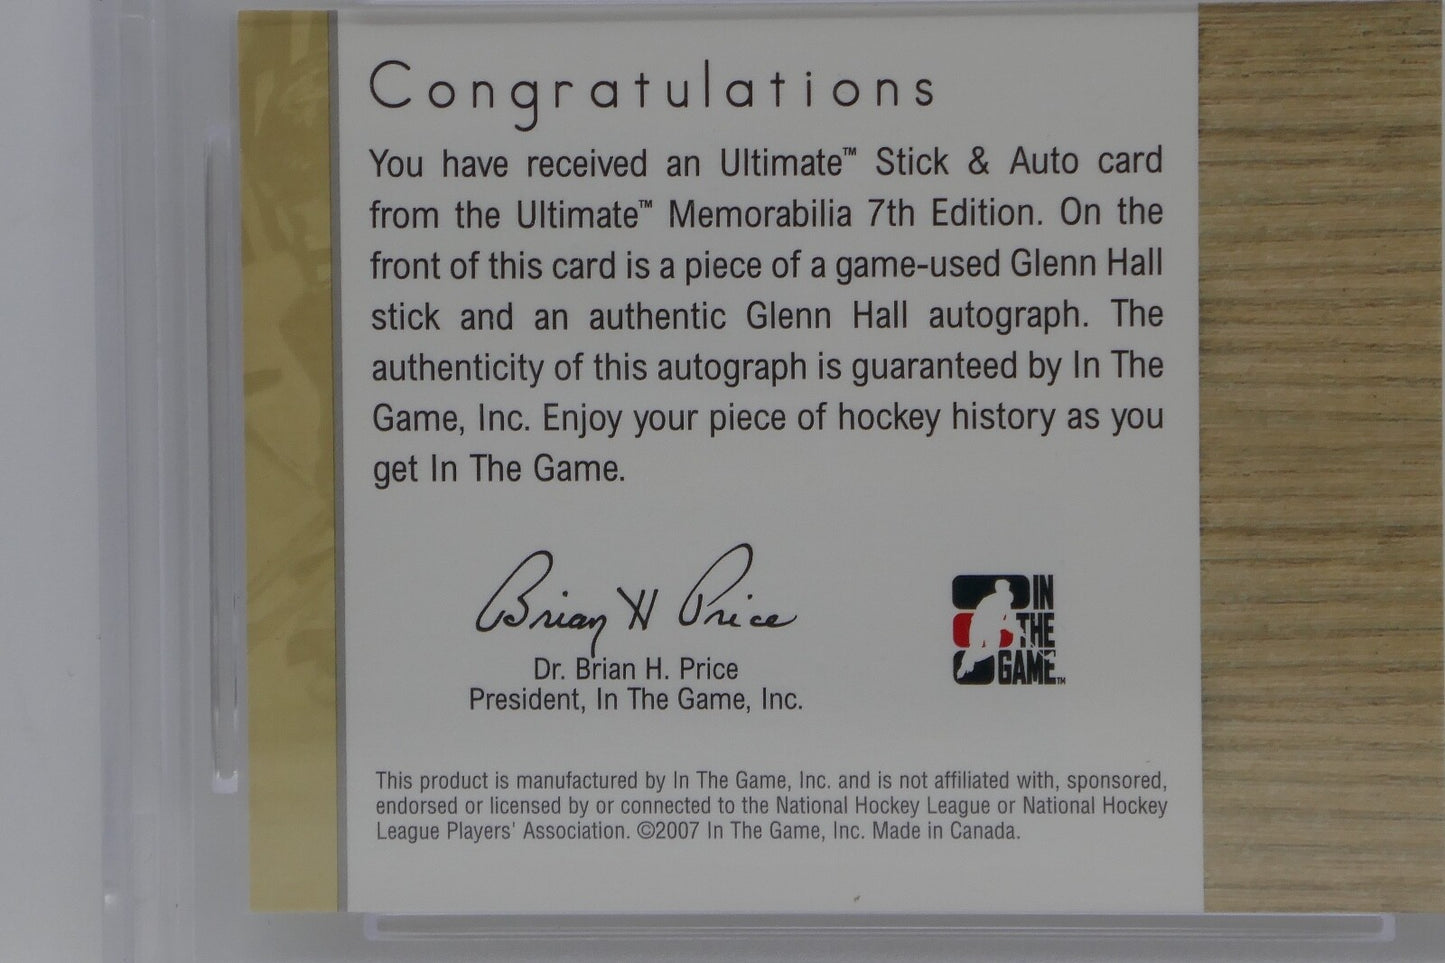 Congratulations
You have received an Ultimate™ Stick & Auto card
from the Ultimate™ Memorabilia 7th Edition. On the
front of this card is a piece of a game-used Glenn Hall
stick and an authentic Glenn Hall autograph. The
authenticity of this autograph is guaranteed by In The
Game, Inc. Enjoy your piece of hockey history as you
get In The Game.
Brian H Price
Dr. Brian H. Price
President, In The Game, Inc.
IN
THE
GAME™
This product is manufactured by In The Game, Inc. and is not affiliated with, sponsored,
endorsed or licensed by or connected to the National Hockey League or National Hockey
League Players' Association. ©2007 In The Game, Inc. Made in Canada.